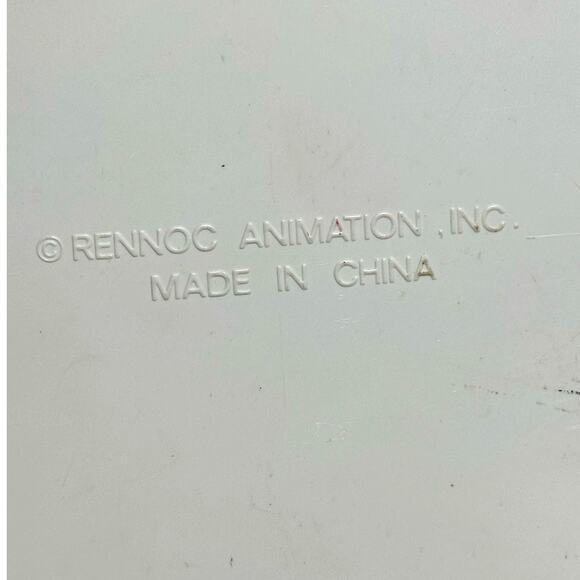 © RENNOC ANIMATION , INC.
MADE IN CHINA